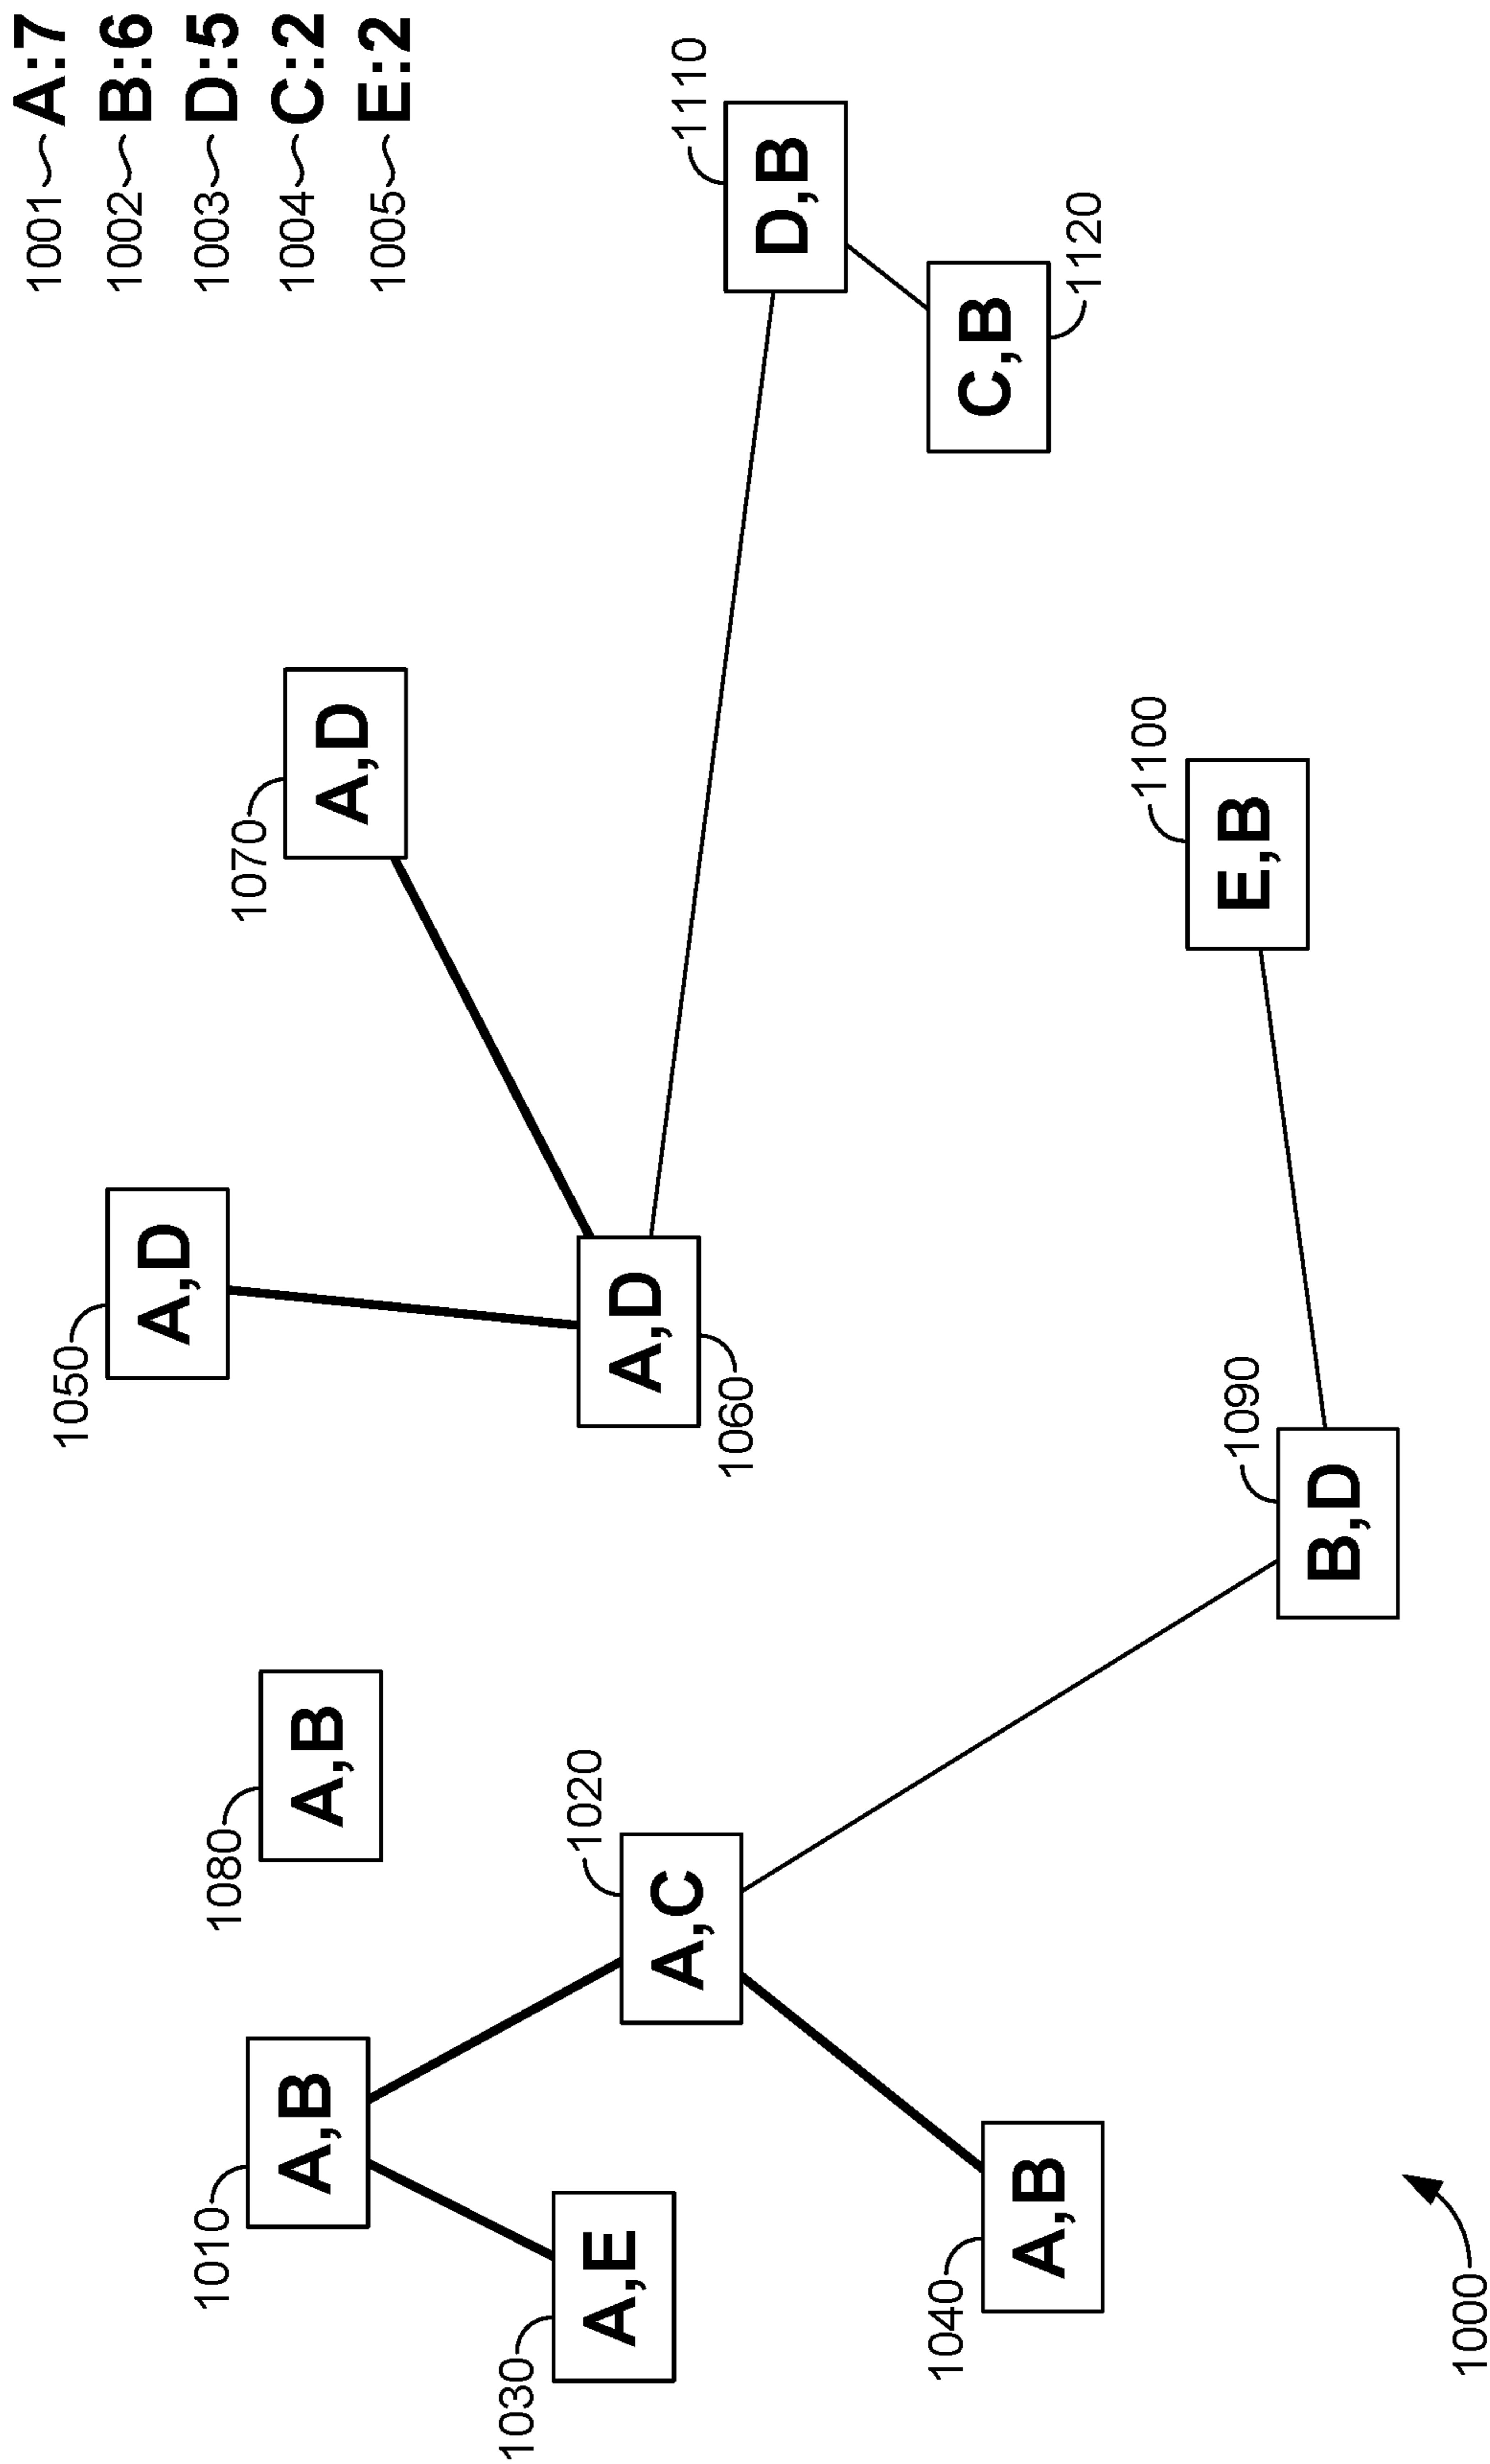 1001 A:7
1002 B:6
1003 D:5
1004 C:2
1005 E:2
1050
A,D
1010
A,B
1080
A,B
1070
A,D
1030
A,E
1020
A,C
A,D
1060
1110
D,B
1040
A,B
C,B
1120
1100
E,B
1090
B,D
1000